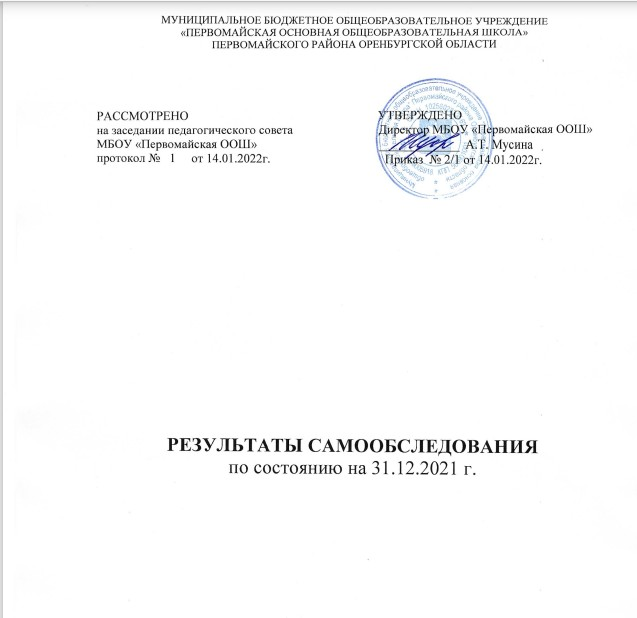 МУНИЦИПАЛЬНОЕ БЮДЖЕТНОЕ ОБЩЕОБРАЗОВАТЕЛЬНОЕ УЧРЕЖДЕНИЕ
«ПЕРВОМАЙСКАЯ ОСНОВНАЯ ОБЩЕОБРАЗОВАТЕЛЬНАЯ ШКОЛА»
ПЕРВОМАЙСКОГО РАЙОНА ОРЕНБУРГСКОЙ ОБЛАСТИ
РАССМОТРЕНО
на заседании педагогического совета
МБОУ «Первомайская ООШ»
протокол № 1 от 14.01.2022г.
УТВЕРЖДЕНО
Директор МБОУ «Первомайская ООШ»
А.Т. Мусина
Приказ № 2/1 от 14.01.2022г.
РЕЗУЛЬТАТЫ САМООБСЛЕДОВАНИЯ
по состоянию на 31.12.2021 г.